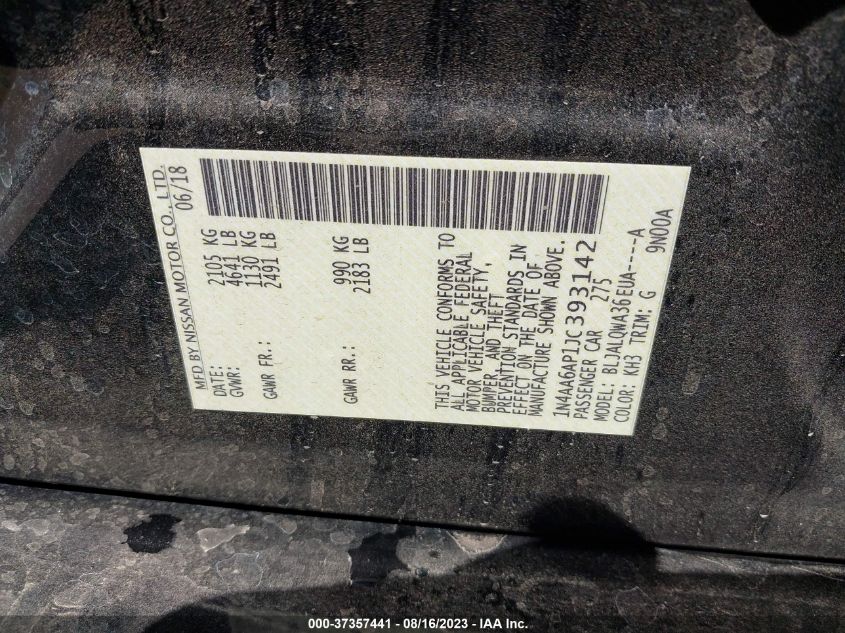 MFD BY NISSAN MOTOR CO., LTD.
DATE: 06/18
GVWR: 2105 KG
4641 LB
GAWR FR.: 1130 KG
2491 LB
GAWR RR.: 990 KG
2183 LB
THIS VEHICLE CONFORMS TO
ALL APPLICABLE FEDERAL
MOTOR VEHICLE SAFETY,
BUMPER, AND THEFT
PREVENTION STANDARDS IN
EFFECT ON THE DATE OF
MANUFACTURE SHOWN ABOVE.
1N4AA6AP1JC393142
PASSENGER CAR 275
MODEL: BLJALQWA36EUA----A
COLOR: KH3 TRIM: G 9N00A
000-37357441 - 08/16/2023 - IAA Inc.